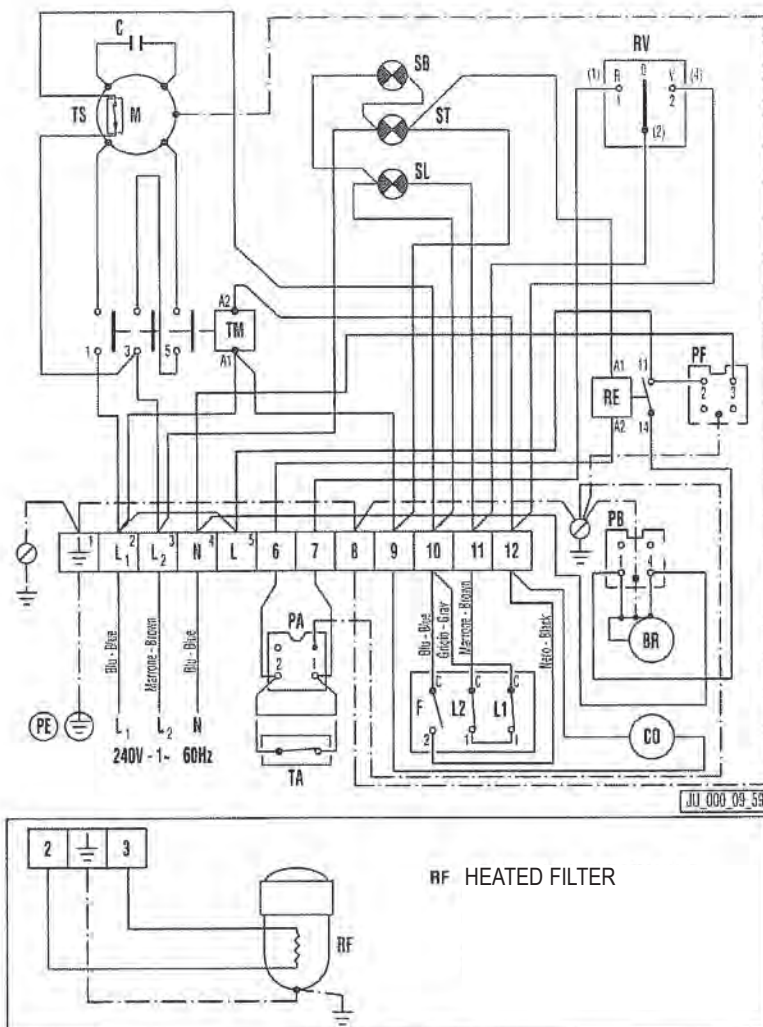 C
TS
M
SB
ST
SL
RV
(1)
R
0
V
(4)
1
2
(2)
A2
TM
A1
1
3
5
A1
RE
A2
11
14
PF
2
3
1
L1
2
L2
3
N
4
L
5
6
7
8
9
10
11
12
PB
1
4
BR
CO
Blu - Blue
Marrone - Brown
Blu - Blue
PE
L1
L2
N
240V - 1~ 60Hz
PA
2
1
TA
Blu - Blue
Grigio - Gray
Marrone - Brown
Nero - Black
F
C
L2
C
L1
C
2
1
1
JU_000_09_59
2
3
RF HEATED FILTER
RF